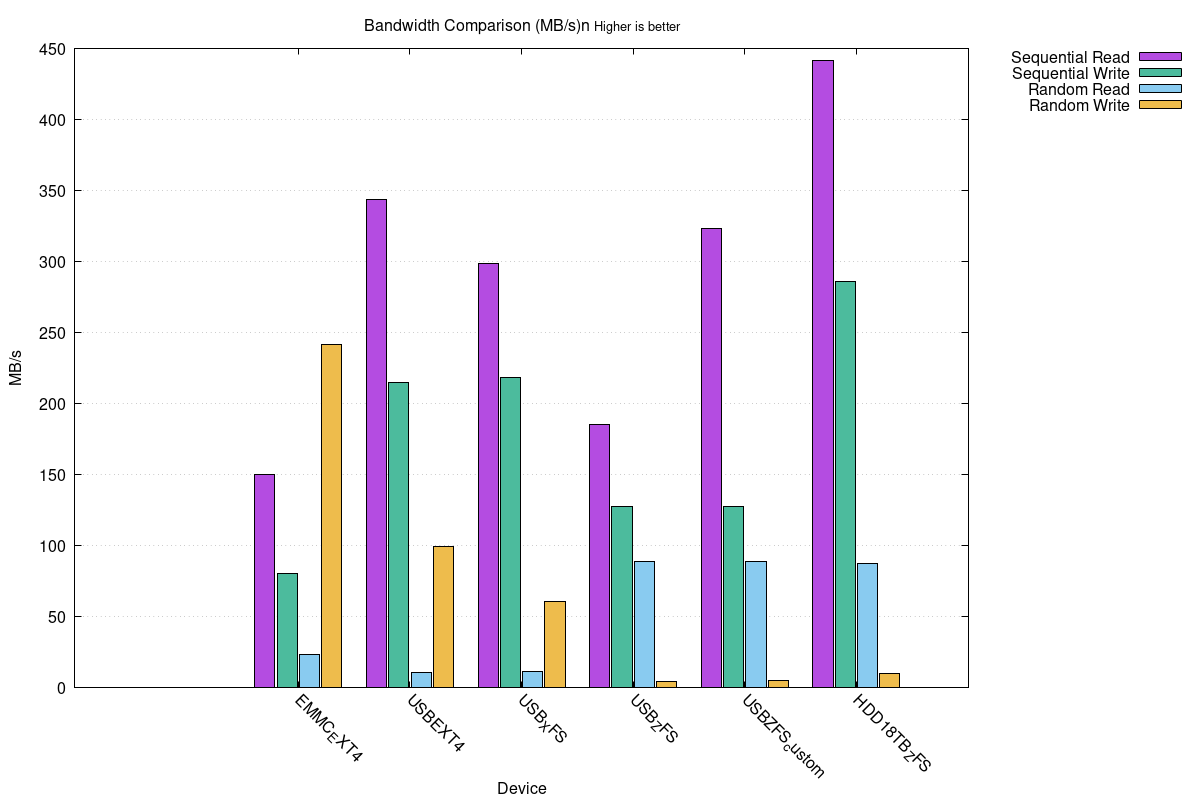 Bandwidth Comparison (MB/s)n Higher is better
Sequential Read
Sequential Write
Random Read
Random Write
450
400
350
300
250
200
150
100
50
0
MB/s
EMMCEXT4
USBEXT4
USBXFS
USBZFS
USBZFScustom
HDD18TBZFS
Device